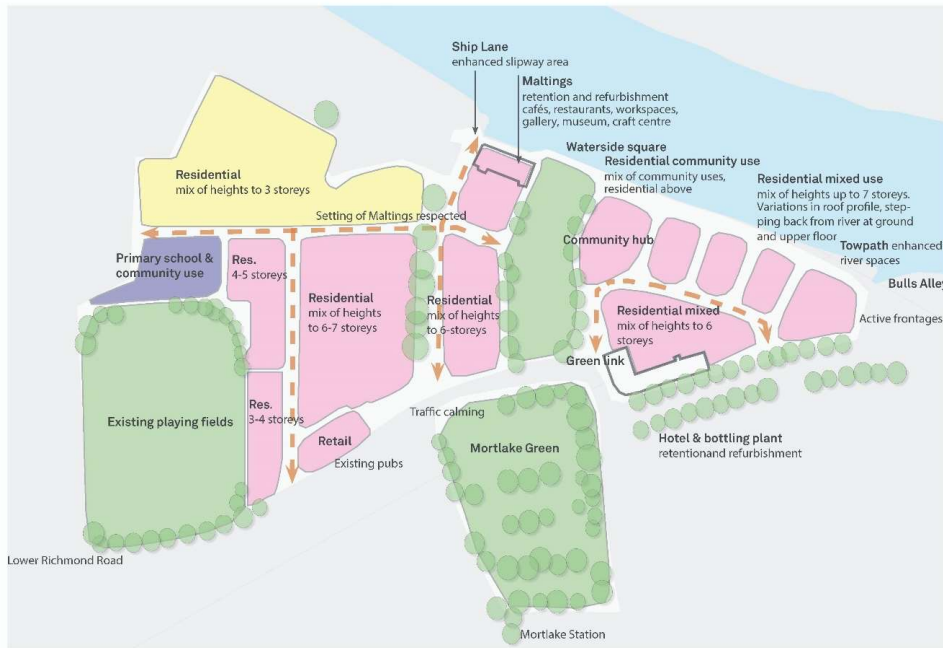 Ship Lane
enhanced slipway area
Maltings
retention and refurbishment
cafés, restaurants, workspaces,
gallery, museum, craft centre
Waterside square
Residential community use
mix of community uses,
residential above
Residential mixed use
mix of heights up to 7 storeys.
Variations in roof profile, step-
ping back from river at ground
and upper floor
Towpath enhanced
river spaces
Bulls Alley
Residential
mix of heights to 3 storeys
Setting of Maltings respected
Primary school &
community use
Res.
4-5 storeys
Residential
mix of heights
to 6-7 storeys
Residential
mix of heights
to 6-storeys
Community hub
Residential mixed
mix of heights to 6
storeys
Active frontages
Green link
Res.
3-4 storeys
Existing playing fields
Retail
Existing pubs
Traffic calming
Mortlake Green
Hotel & bottling plant
retentionand refurbishment
Lower Richmond Road
Mortlake Station